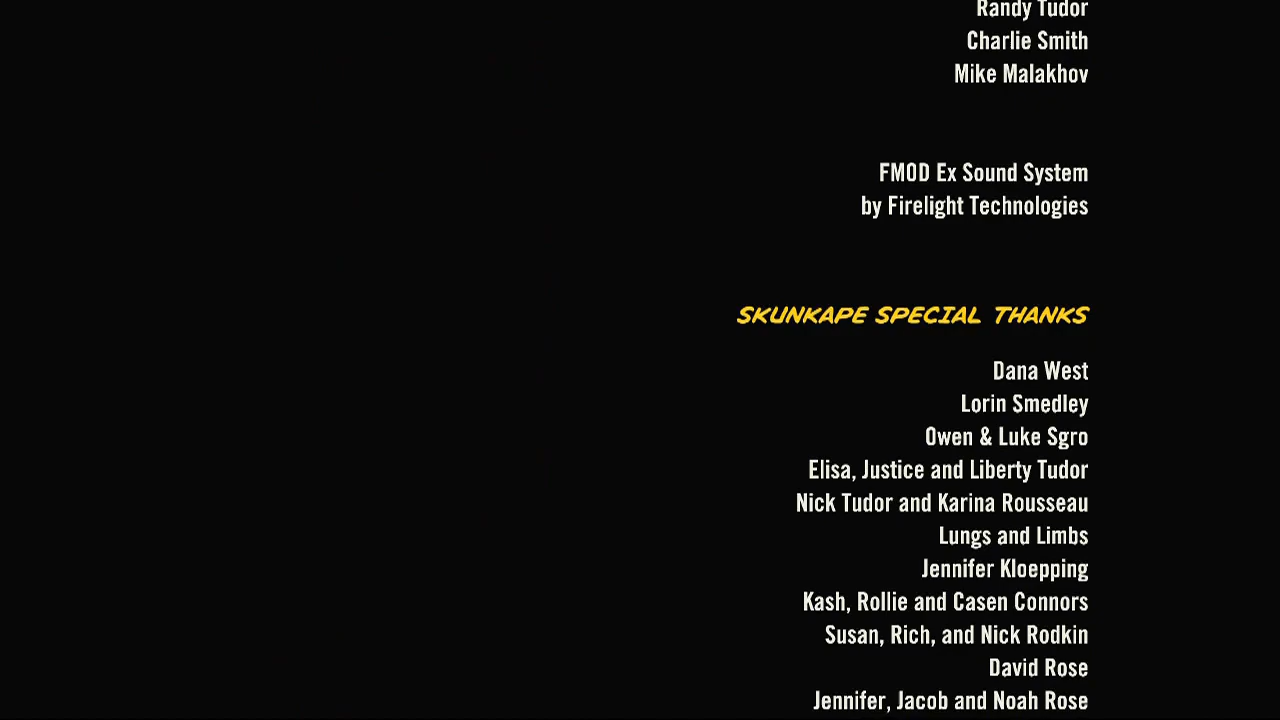 Randy Tudor
Charlie Smith
Mike Malakhov
FMOD Ex Sound System
by Firelight Technologies
SKUNKAPE SPECIAL THANKS
Dana West
Lorin Smedley
Owen & Luke Sgro
Elisa, Justice and Liberty Tudor
Nick Tudor and Karina Rousseau
Lungs and Limbs
Jennifer Kloepping
Kash, Rollie and Casen Connors
Susan, Rich, and Nick Rodkin
David Rose
Jennifer, Jacob and Noah Rose